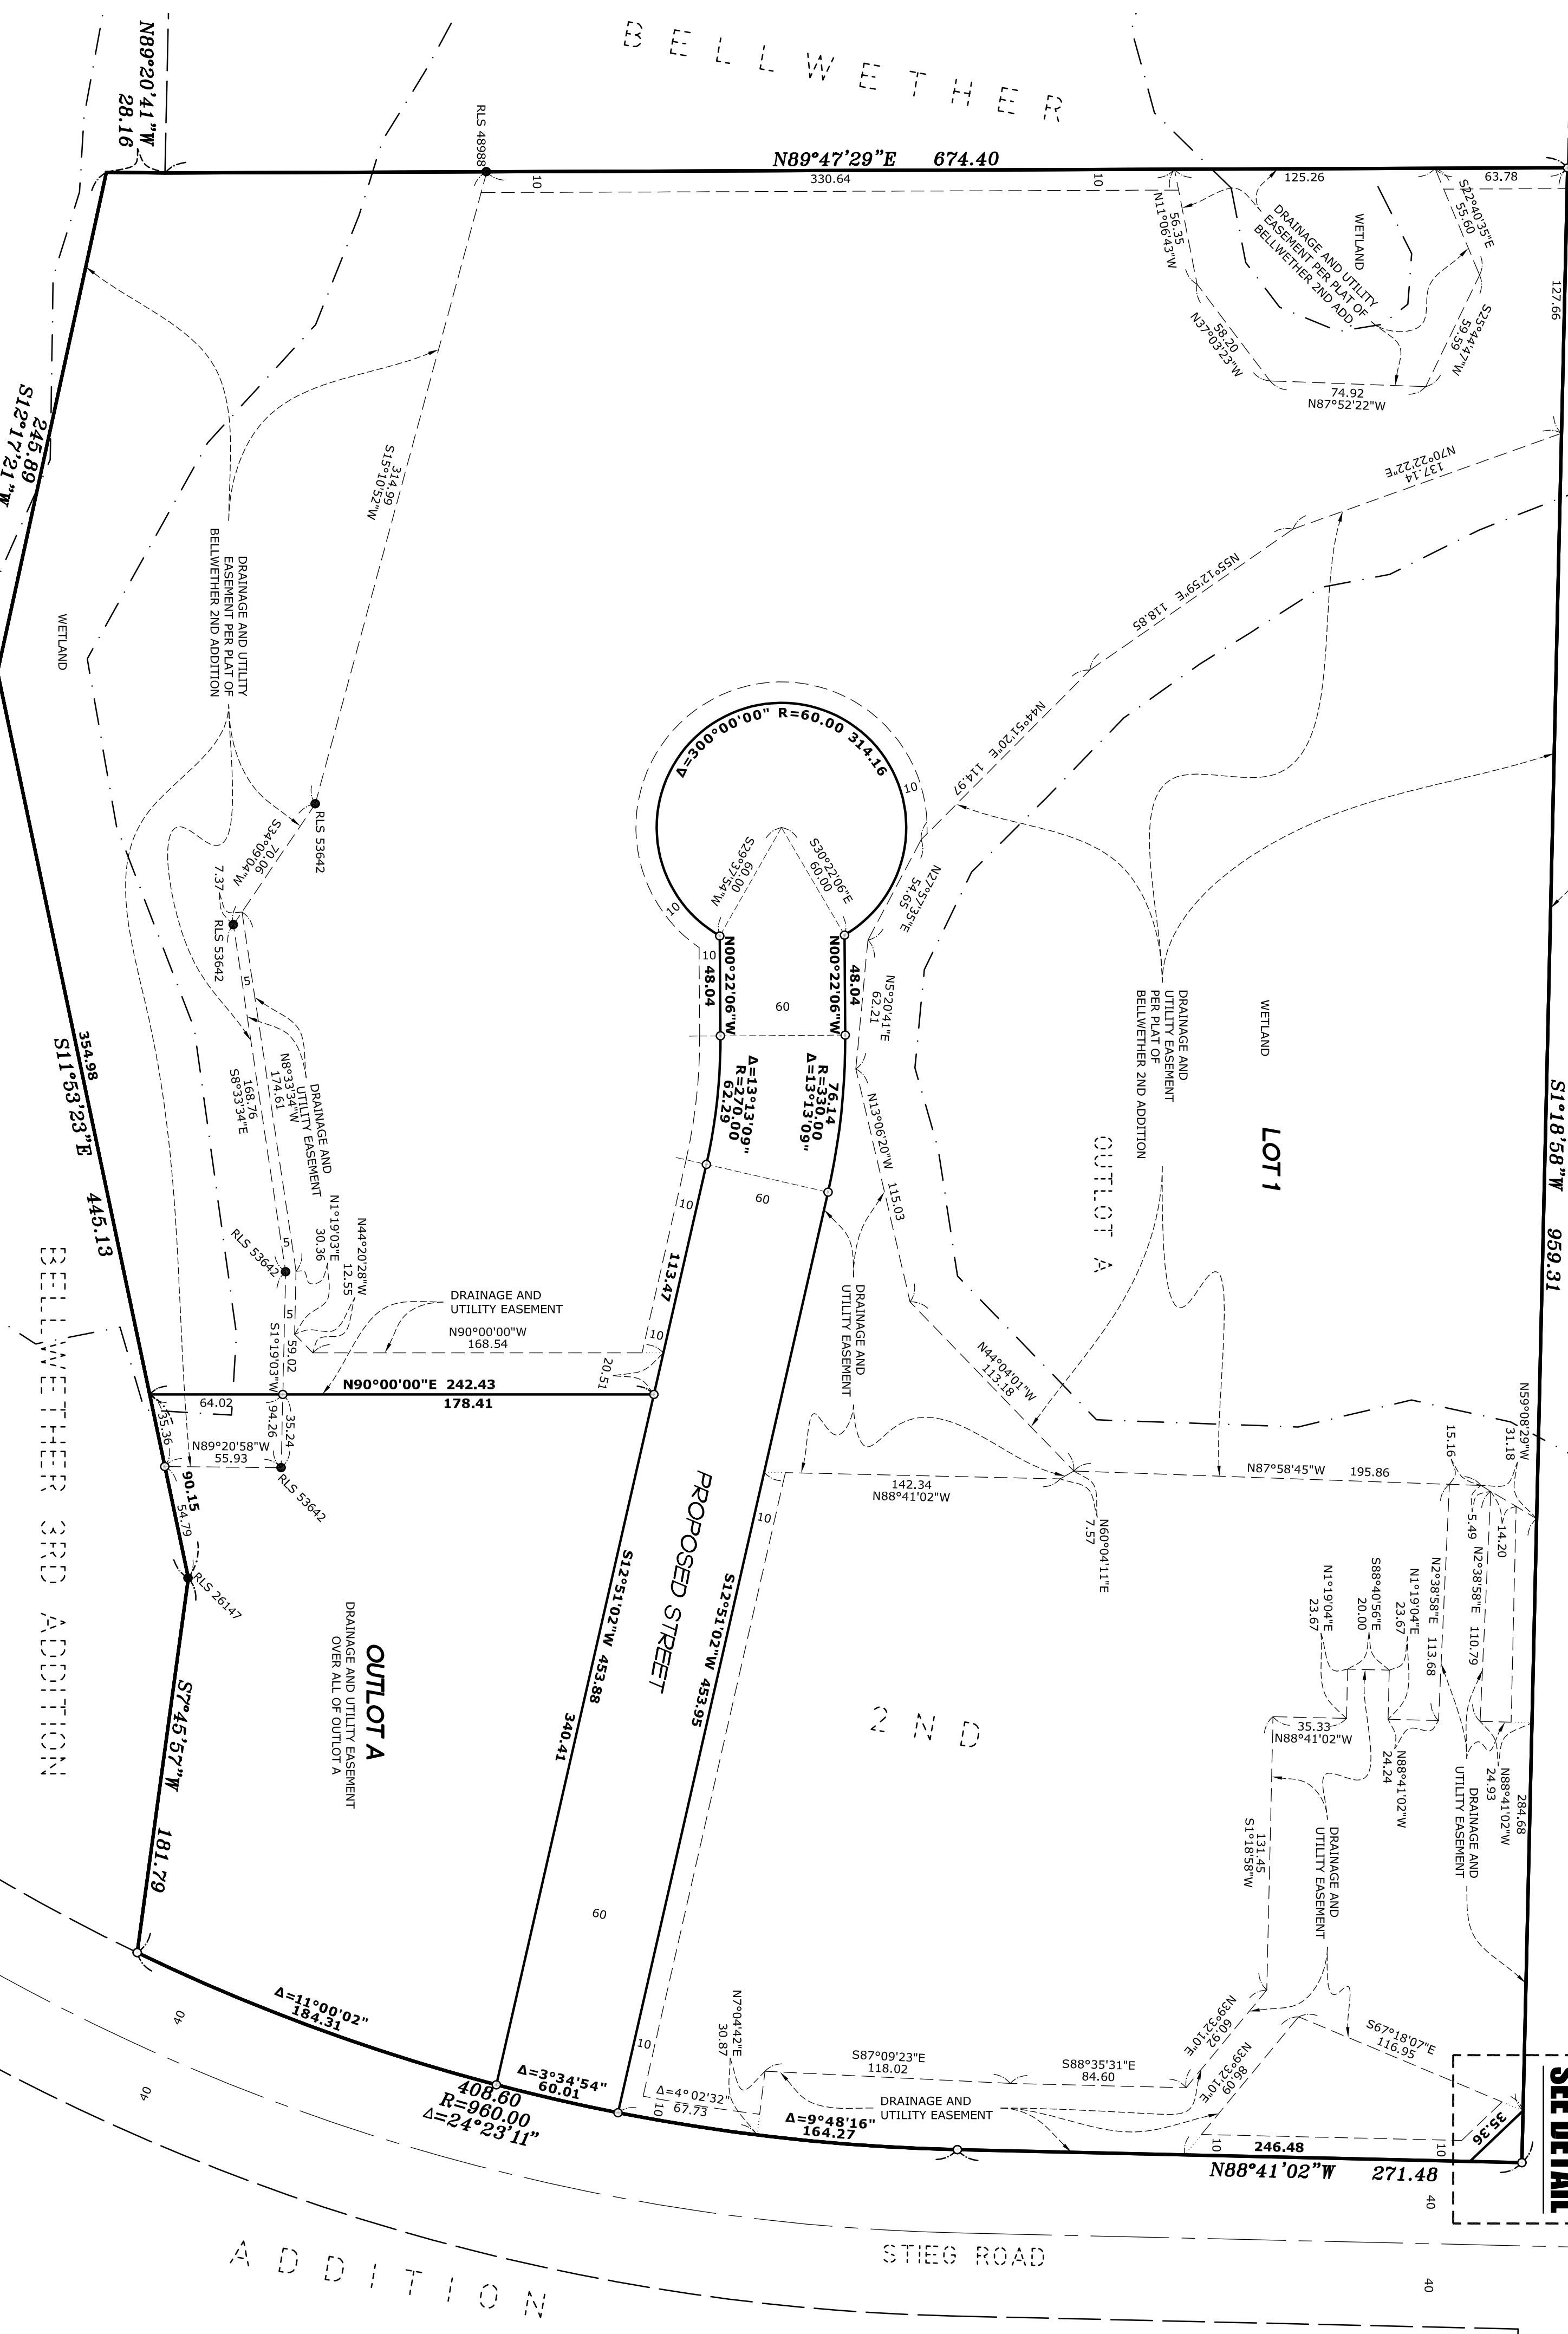 BELLWETHER
N89°20'41"W
28.16
RLS 48988
N89°47'29"E 674.40
10
330.64
10
125.26
63.78
S22°40'35"E
55.60
56.35
N11°06'43"W
DRAINAGE AND UTILITY
EASEMENT PER PLAT OF
BELLWETHER 2ND ADD.
WETLAND
127.66
58.20
N37°03'23"W
S25°44'47"W
59.59
74.92
N87°52'22"W
245.89
S12°17'21"W
314.99
S15°10'52"W
N70°22'22"E
137.14
DRAINAGE AND UTILITY
EASEMENT PER PLAT OF
BELLWETHER 2ND ADDITION
WETLAND
N55°12'59"E 118.85
N44°51'20"E 114.97
Δ=300°00'00" R=60.00 314.16
10
RLS 53642
S34°09'04"W
70.06
7.37
RLS 53642
S29°37'54"W
60.00
S30°22'06"E
60.00
N27°57'35"E
54.65
10
10
N00°22'06"W
48.04
60
N00°22'06"W
48.04
N5°20'41"E
62.21
DRAINAGE AND
UTILITY EASEMENT
PER PLAT OF
BELLWETHER 2ND ADDITION
WETLAND
LOT 1
OUTLOT A
S1°18'58"W 959.31
5
354.98
S11°53'23"E 445.13
DRAINAGE AND
UTILITY EASEMENT
N8°33'34"W
174.61
168.76
S8°33'34"E
Δ=13°13'09"
R=270.00
62.29
76.14
R=330.00
Δ=13°13'09"
N13°06'20"W 115.03
60
10
RLS 53642
5
N1°19'03"E
30.36
N44°20'28"W
12.55
5
DRAINAGE AND
UTILITY EASEMENT
N90°00'00"W
168.54
113.47
10
20.51
DRAINAGE AND
UTILITY EASEMENT
N44°04'01"W
113.18
S1°19'03"W
59.02
94.26
35.24
64.02
N90°00'00"E 242.43
178.41
35.36
N89°20'58"W
55.93
RLS 53642
90.15
54.79
RLS 26147
BELLWETHER 3RD ADDITION
142.34
N88°41'02"W
10
N60°04'11"E
7.57
N87°58'45"W 195.86
15.16
N59°08'29"W
31.18
5.49
14.20
N2°38'58"E 110.79
N2°38'58"E 113.68
N1°19'04"E
23.67
S88°40'56"E
20.00
N1°19'04"E
23.67
35.33
N88°41'02"W
N88°41'02"W
24.24
N88°41'02"W
24.93
284.68
DRAINAGE AND
UTILITY EASEMENT
PROPOSED STREET
S12°51'02"W 453.88
S12°51'02"W 453.95
340.41
60
OUTLOT A
DRAINAGE AND UTILITY EASEMENT
OVER ALL OF OUTLOT A
2ND
S7°45'57"W 181.79
131.45
S1°18'58"W
DRAINAGE AND
UTILITY EASEMENT
N39°32'10"E
60.92
N39°32'10"E
86.09
S67°18'07"E
116.95
N7°04'42"E
30.87
S87°09'23"E
118.02
S88°35'31"E
84.60
DRAINAGE AND
UTILITY EASEMENT
10
10
Δ=4°02'32"
67.73
Δ=11°00'02"
184.31
Δ=3°34'54"
60.01
Δ=9°48'16"
164.27
408.60
R=960.00
Δ=24°23'11"
10
246.48
10
35.36
N88°41'02"W 271.48
SEE DETAIL
40
40
40
40
STIEG ROAD
ADDITION